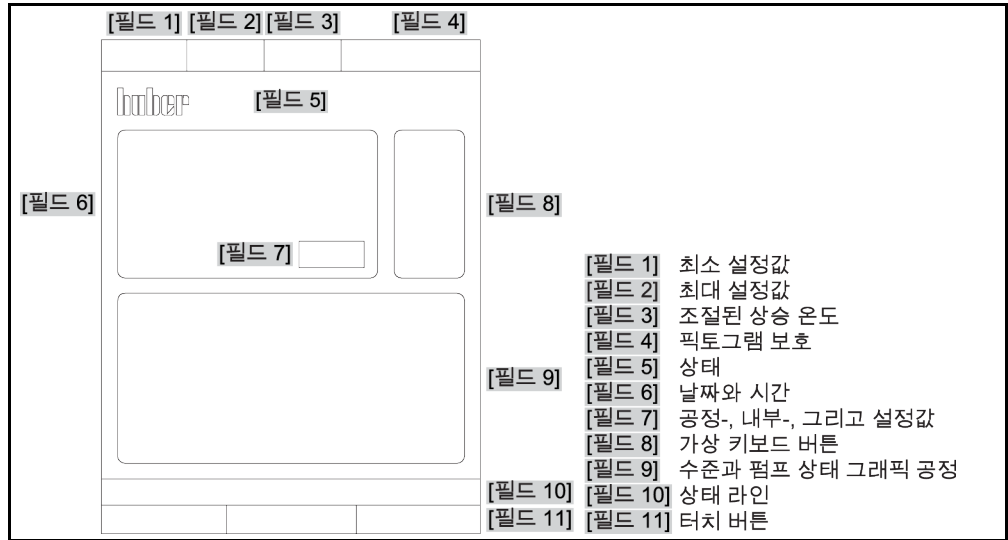 [필드 1] [필드 2] [필드 3] [필드 4]
huber [필드 5]
[필드 6]
[필드 7]
[필드 8]
[필드 9]
[필드 10]
[필드 11]
[필드 1] 최소 설정값
[필드 2] 최대 설정값
[필드 3] 조절된 상승 온도
[필드 4] 픽토그램 보호
[필드 5] 상태
[필드 6] 날짜와 시간
[필드 7] 공정-, 내부-, 그리고 설정값
[필드 8] 가상 키보드 버튼
[필드 9] 수준과 펌프 상태 그래픽 공정
[필드 10] 상태 라인
[필드 11] 터치 버튼